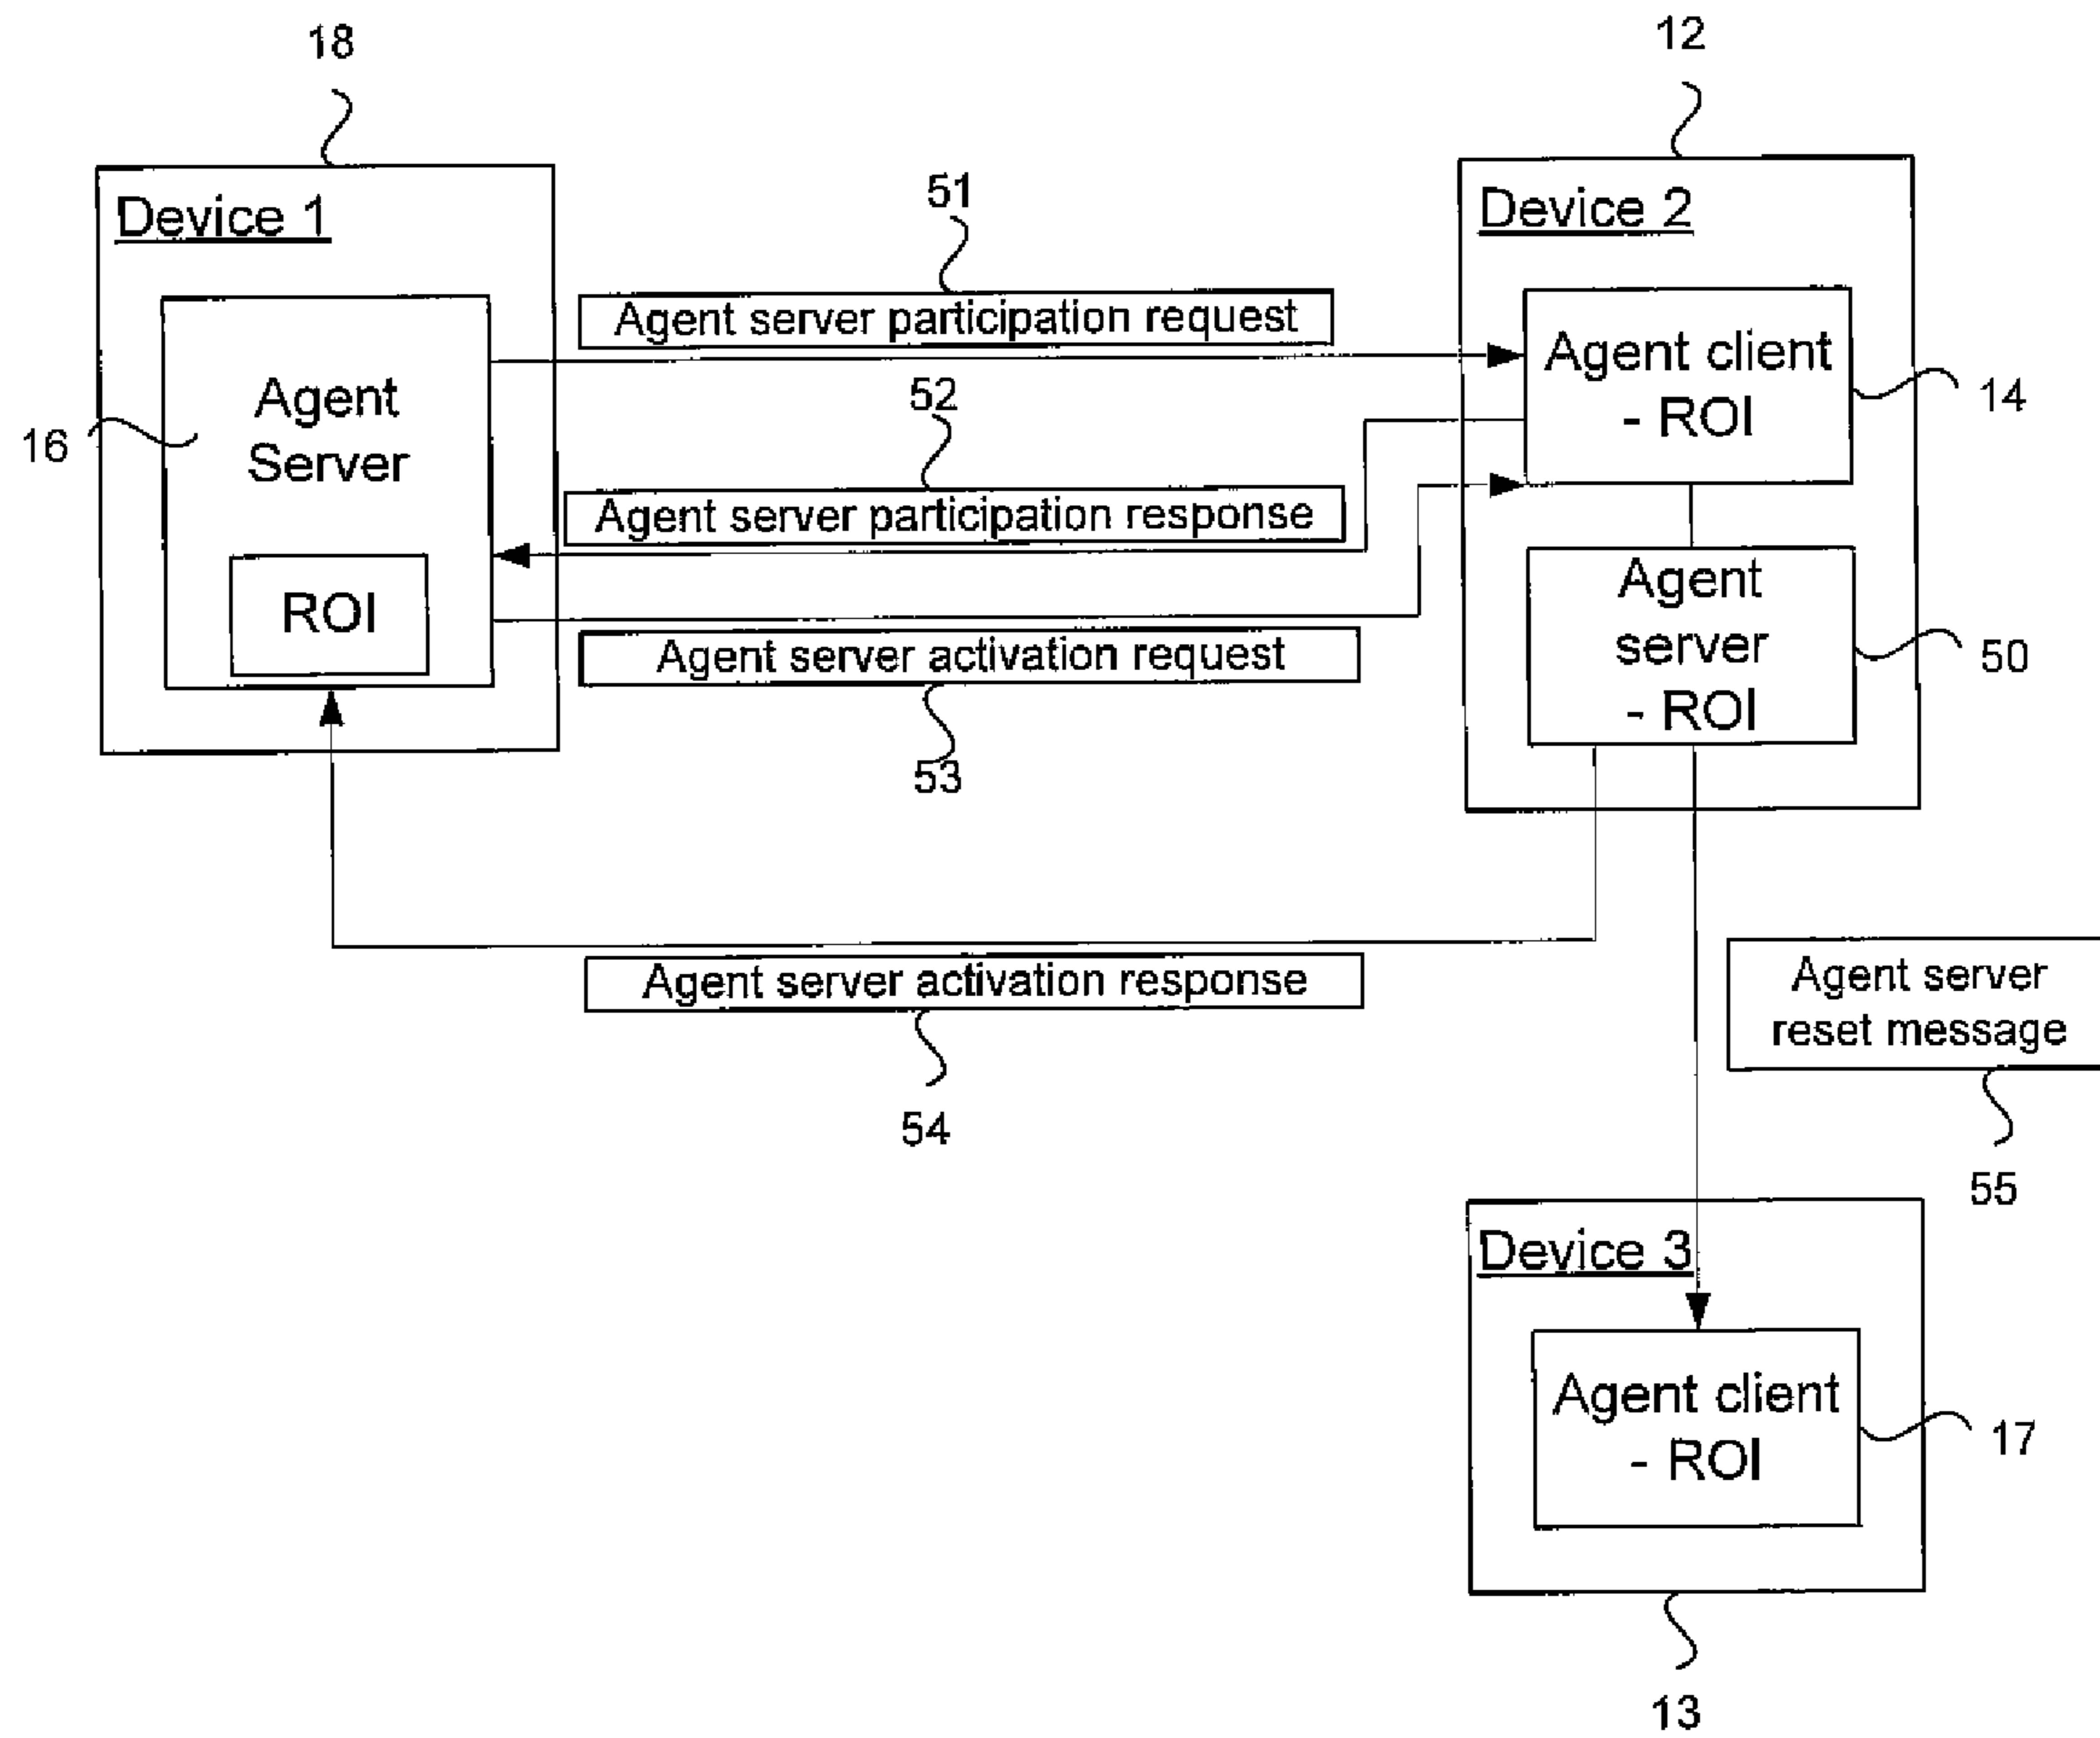 18
12
Device 1
51
Device 2
Agent server participation request
Agent client
- ROI
14
52
Agent
Server
16
Agent server participation response
ROI
Agent
server
- ROI
50
Agent server activation request
53
Agent server activation response
54
Agent server
reset message
55
Device 3
Agent client
- ROI
17
13